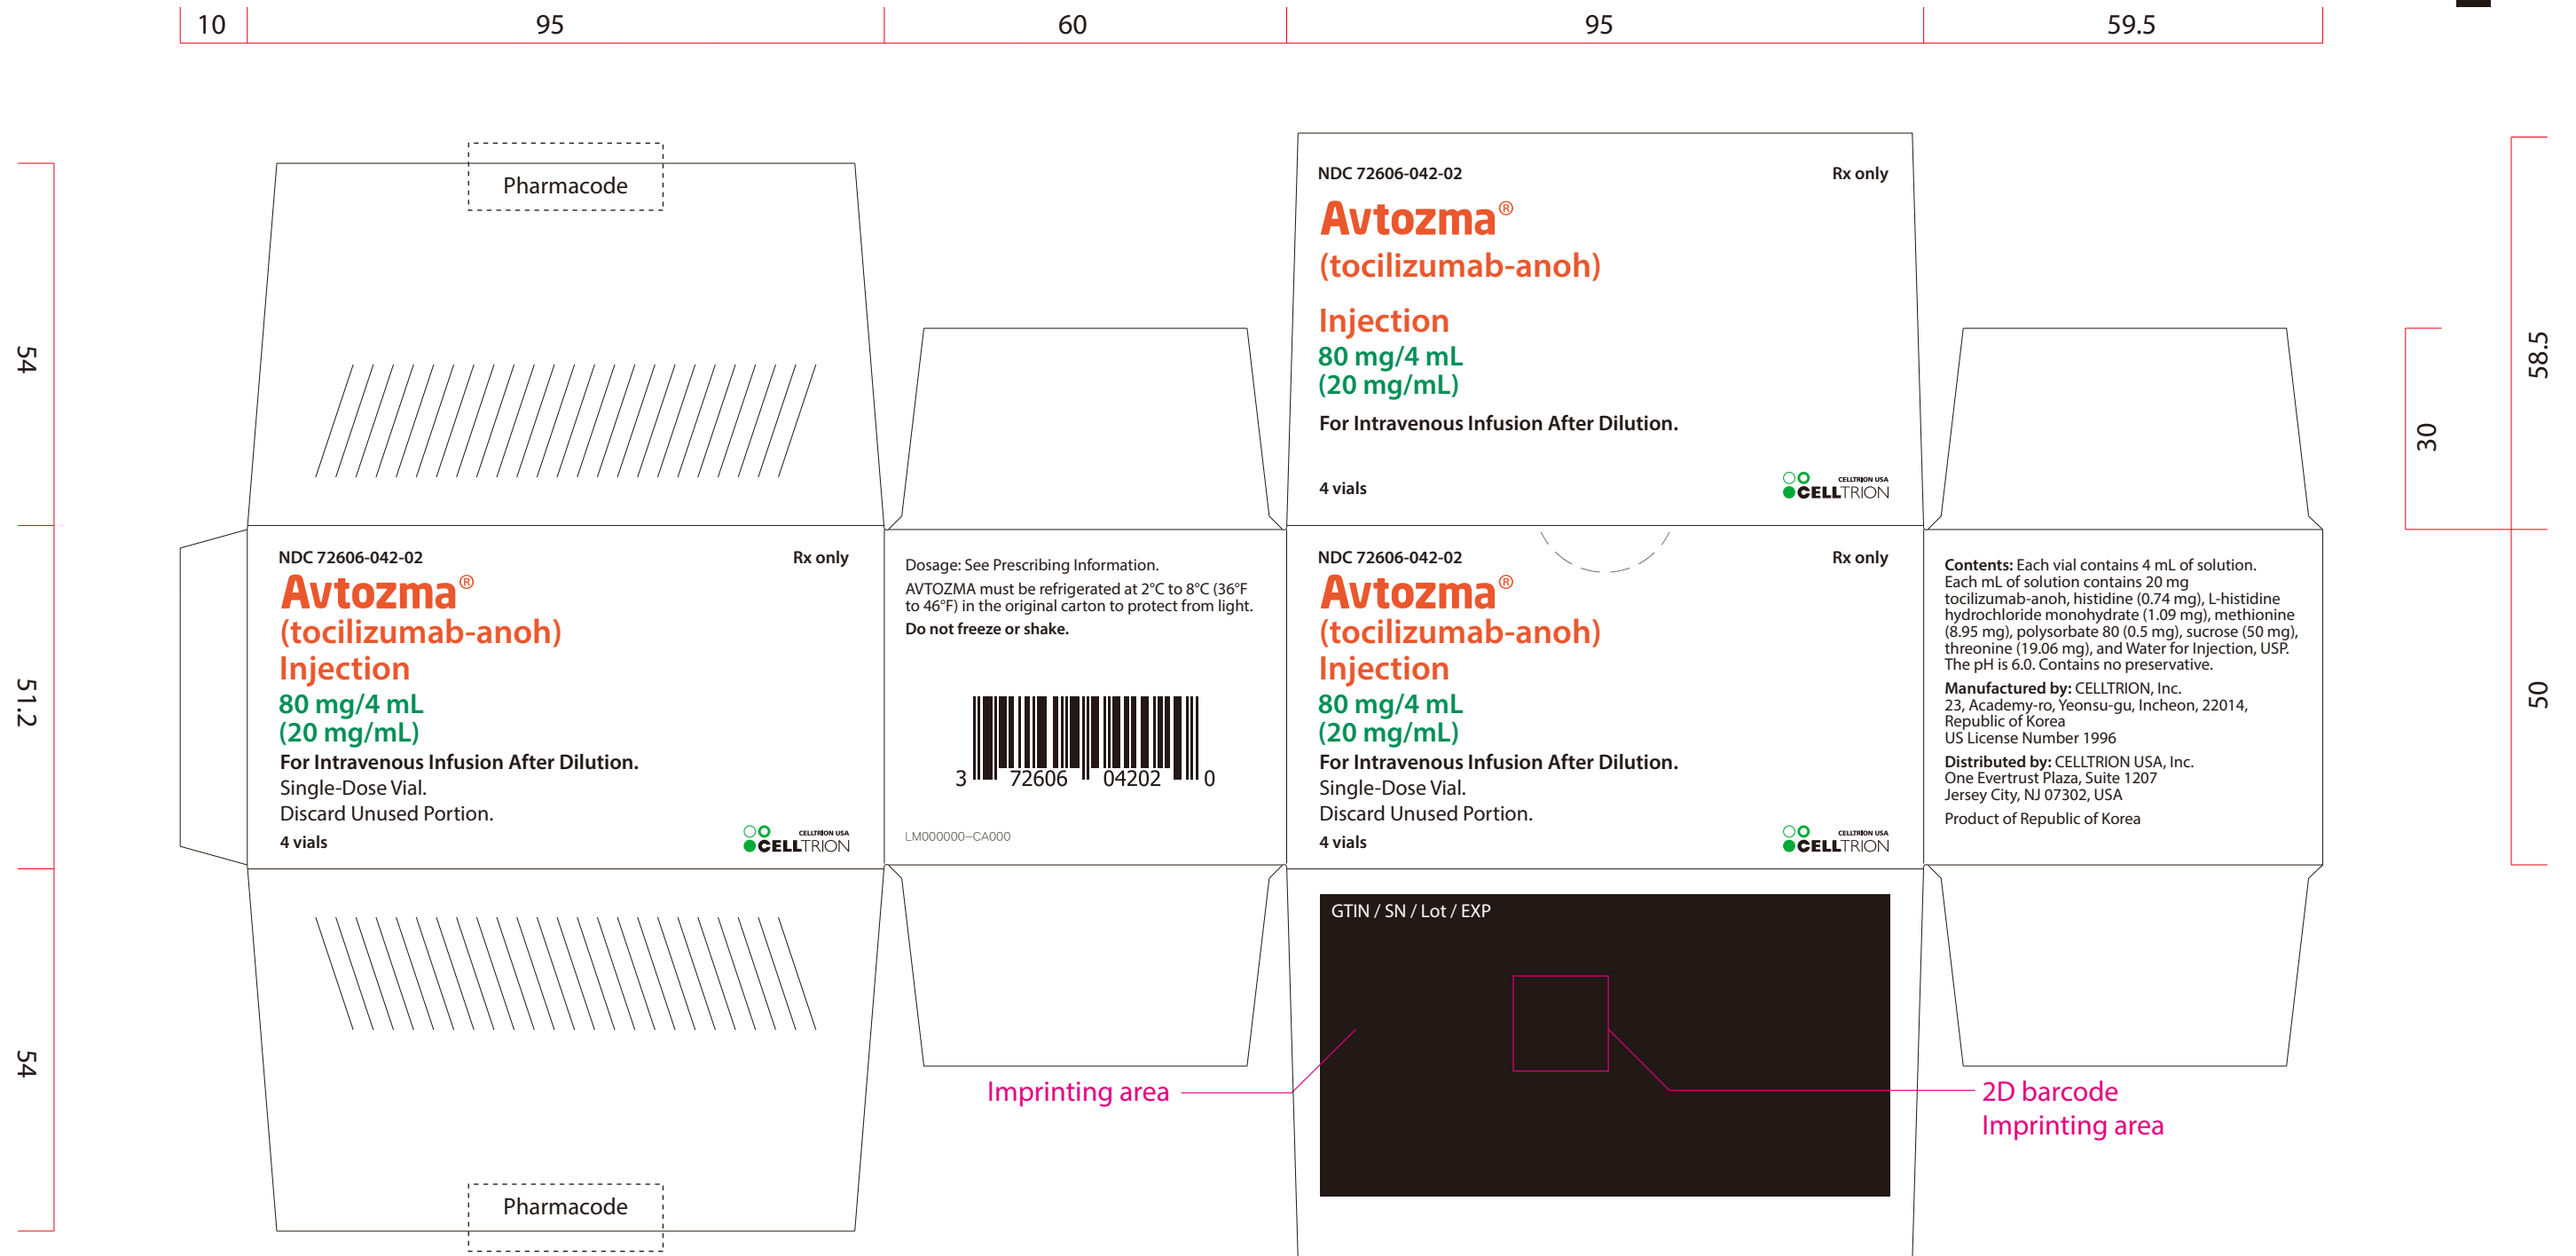 10
95
60
95
59.5
54
51.2
54
58.5
30
50
Pharmacode
NDC 72606-042-02
Rx only
Avtozma®
(tocilizumab-anoh)
Injection
80 mg/4 mL
(20 mg/mL)
For Intravenous Infusion After Dilution.
4 vials
CELLTRION USA
CELLTRION
NDC 72606-042-02
Rx only
Avtozma®
(tocilizumab-anoh)
Injection
80 mg/4 mL
(20 mg/mL)
For Intravenous Infusion After Dilution.
Single-Dose Vial.
Discard Unused Portion.
4 vials
CELLTRION USA
CELLTRION
Dosage: See Prescribing Information.
AVTOZMA must be refrigerated at 2°C to 8°C (36°F
to 46°F) in the original carton to protect from light.
Do not freeze or shake.
3 72606 04202 0
LM000000-CA000
NDC 72606-042-02
Rx only
Avtozma®
(tocilizumab-anoh)
Injection
80 mg/4 mL
(20 mg/mL)
For Intravenous Infusion After Dilution.
Single-Dose Vial.
Discard Unused Portion.
4 vials
CELLTRION USA
CELLTRION
Contents: Each vial contains 4 mL of solution.
Each mL of solution contains 20 mg
tocilizumab-anoh, histidine (0.74 mg), L-histidine
hydrochloride monohydrate (1.09 mg), methionine
(8.95 mg), polysorbate 80 (0.5 mg), sucrose (50 mg),
threonine (19.06 mg), and Water for Injection, USP.
The pH is 6.0. Contains no preservative.
Manufactured by: CELLTRION, Inc.
23, Academy-ro, Yeonsu-gu, Incheon, 22014,
Republic of Korea
US License Number 1996
Distributed by: CELLTRION USA, Inc.
One Evertrust Plaza, Suite 1207
Jersey City, NJ 07302, USA
Product of Republic of Korea
GTIN / SN / Lot / EXP
Imprinting area
2D barcode
Imprinting area
Pharmacode